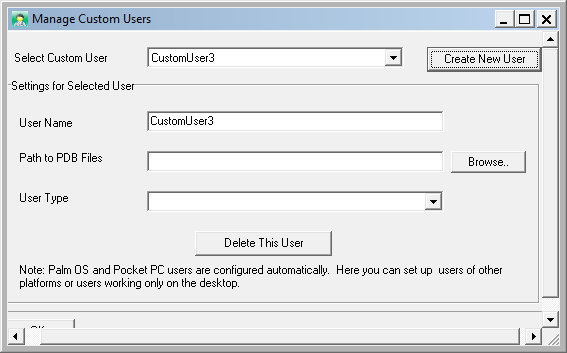 Manage Custom Users
Select Custom User
CustomUser3
Create New User
Settings for Selected User
User Name
CustomUser3
Path to PDB Files
Browse..
User Type
Delete This User
Note: Palm OS and Pocket PC users are configured automatically. Here you can set up users of other
platforms or users working only on the desktop.